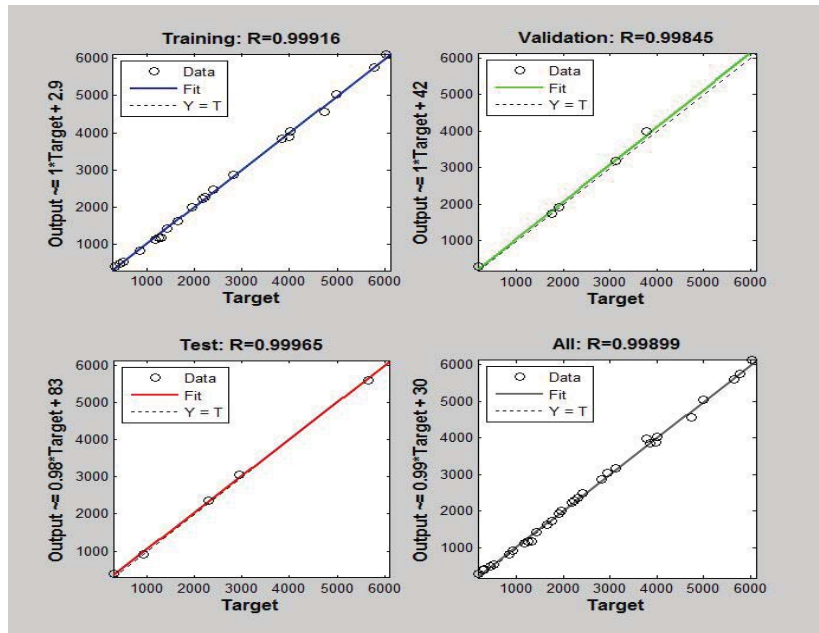 Training: R=0.99916
Output ~= 1*Target + 2.9
Data
Fit
Y = T
6000
5000
4000
3000
2000
1000
1000 2000 3000 4000 5000 6000
Target
Validation: R=0.99845
Output ~= 1*Target + 42
Data
Fit
Y = T
6000
5000
4000
3000
2000
1000
1000 2000 3000 4000 5000 6000
Target
Test: R=0.99965
Output ~= 0.98*Target + 83
Data
Fit
Y = T
6000
5000
4000
3000
2000
1000
1000 2000 3000 4000 5000 6000
Target
All: R=0.99899
Output ~= 0.99*Target + 30
Data
Fit
Y = T
6000
5000
4000
3000
2000
1000
1000 2000 3000 4000 5000 6000
Target